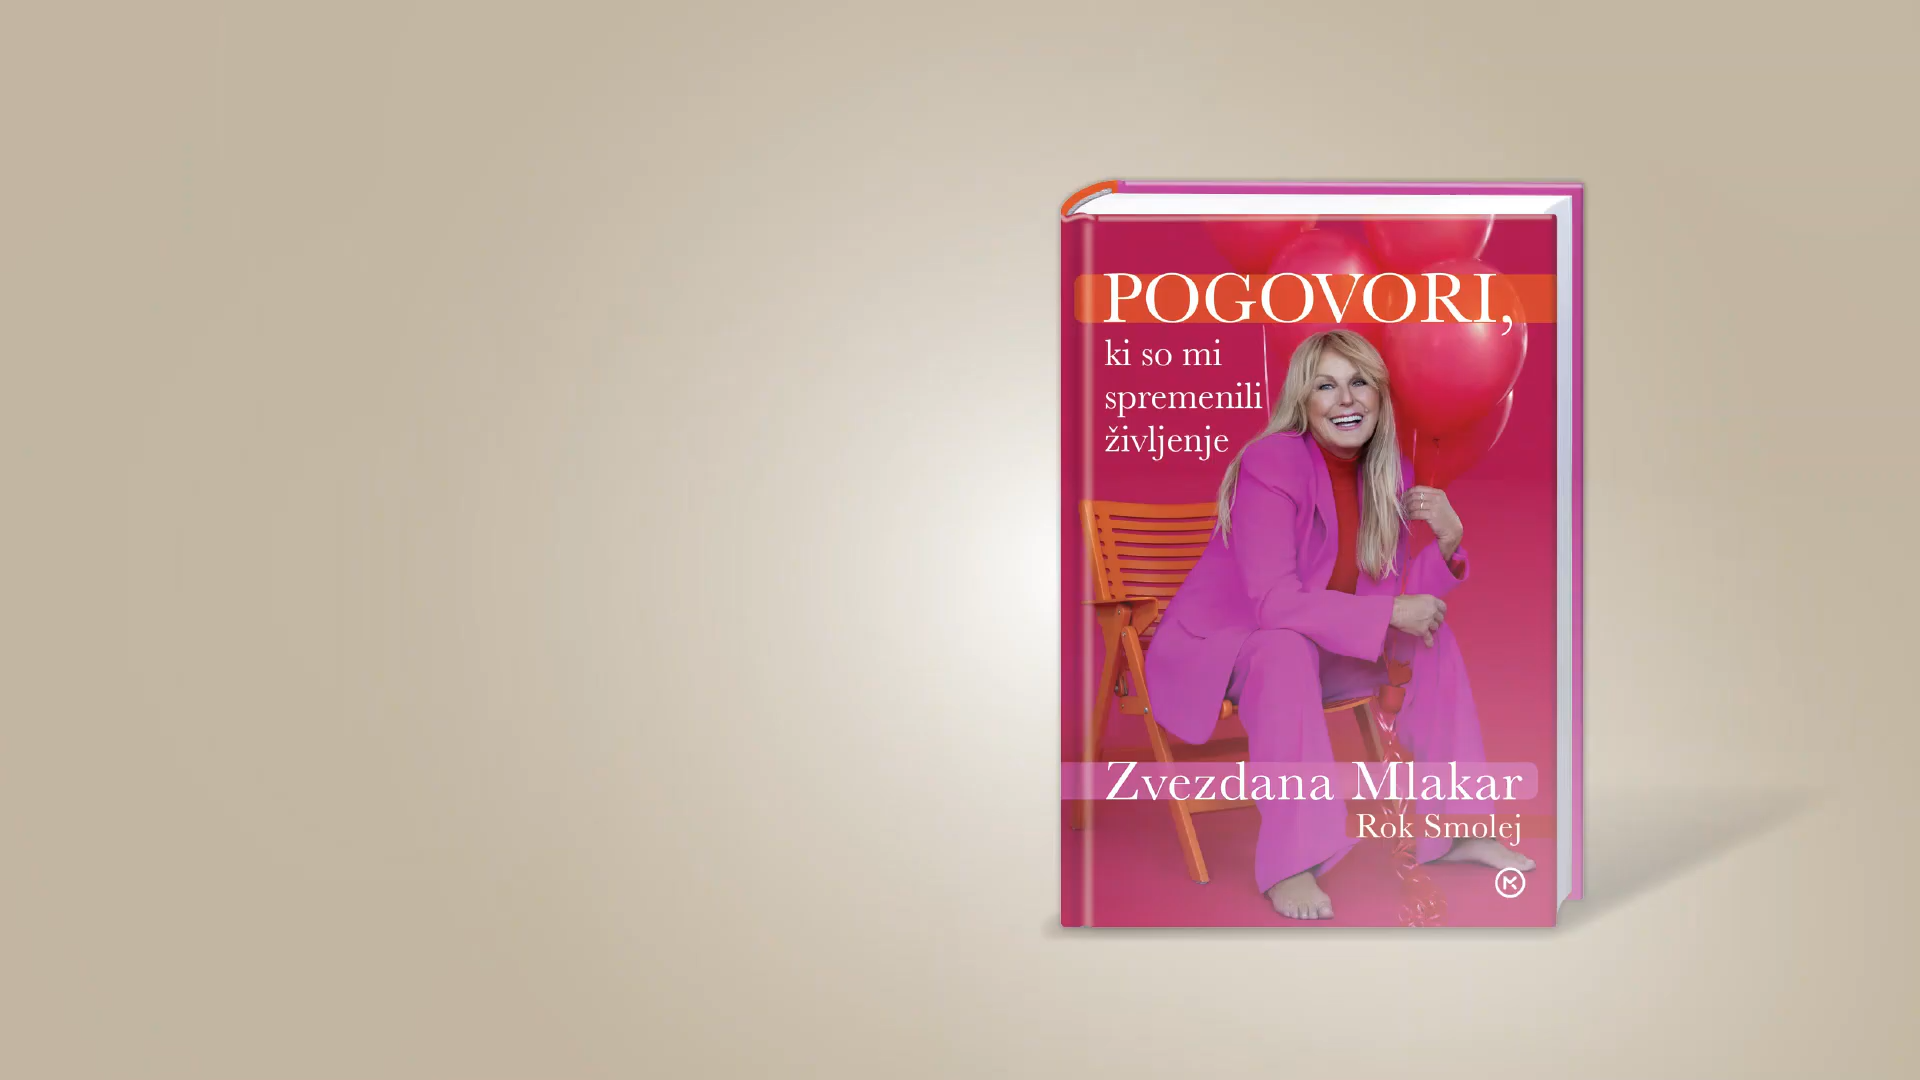 POGOVORI,
ki so mi
spremenili
življenje
Zvezdana Mlakar
Rok Smolej